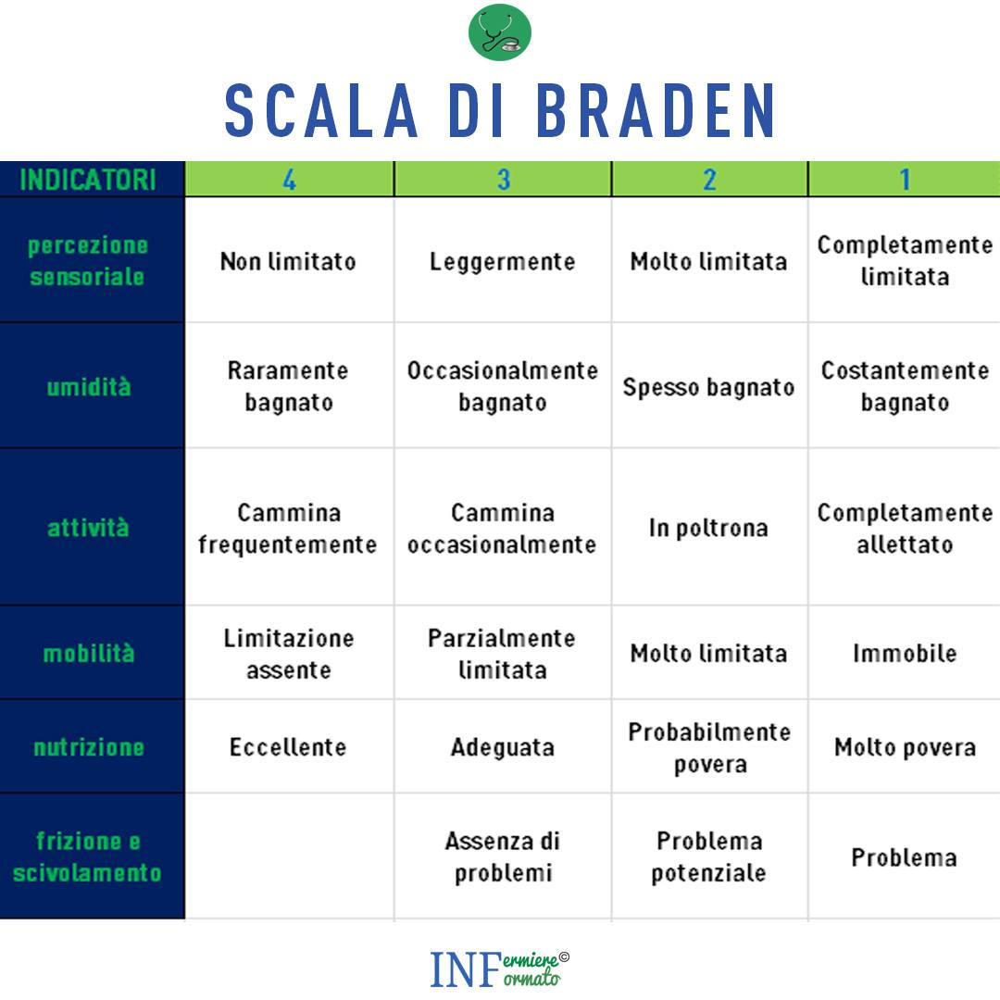 SCALA DI BRADEN
INDICATORI 4 3 2 1
percezione sensoriale Non limitato Leggermente Molto limitata Completamente limitata
umidità Raramente bagnato Occasionalmente bagnato Spesso bagnato Costantemente bagnato
attività Cammina frequentemente Cammina occasionalmente In poltrona Completamente allettato
mobilità Limitazione assente Parzialmente limitata Molto limitata Immobile
nutrizione Eccellente Adeguata Probabilmente povera Molto povera
frizione e scivolamento Assenza di problemi Problema potenziale Problema
INFermiere©
Formato